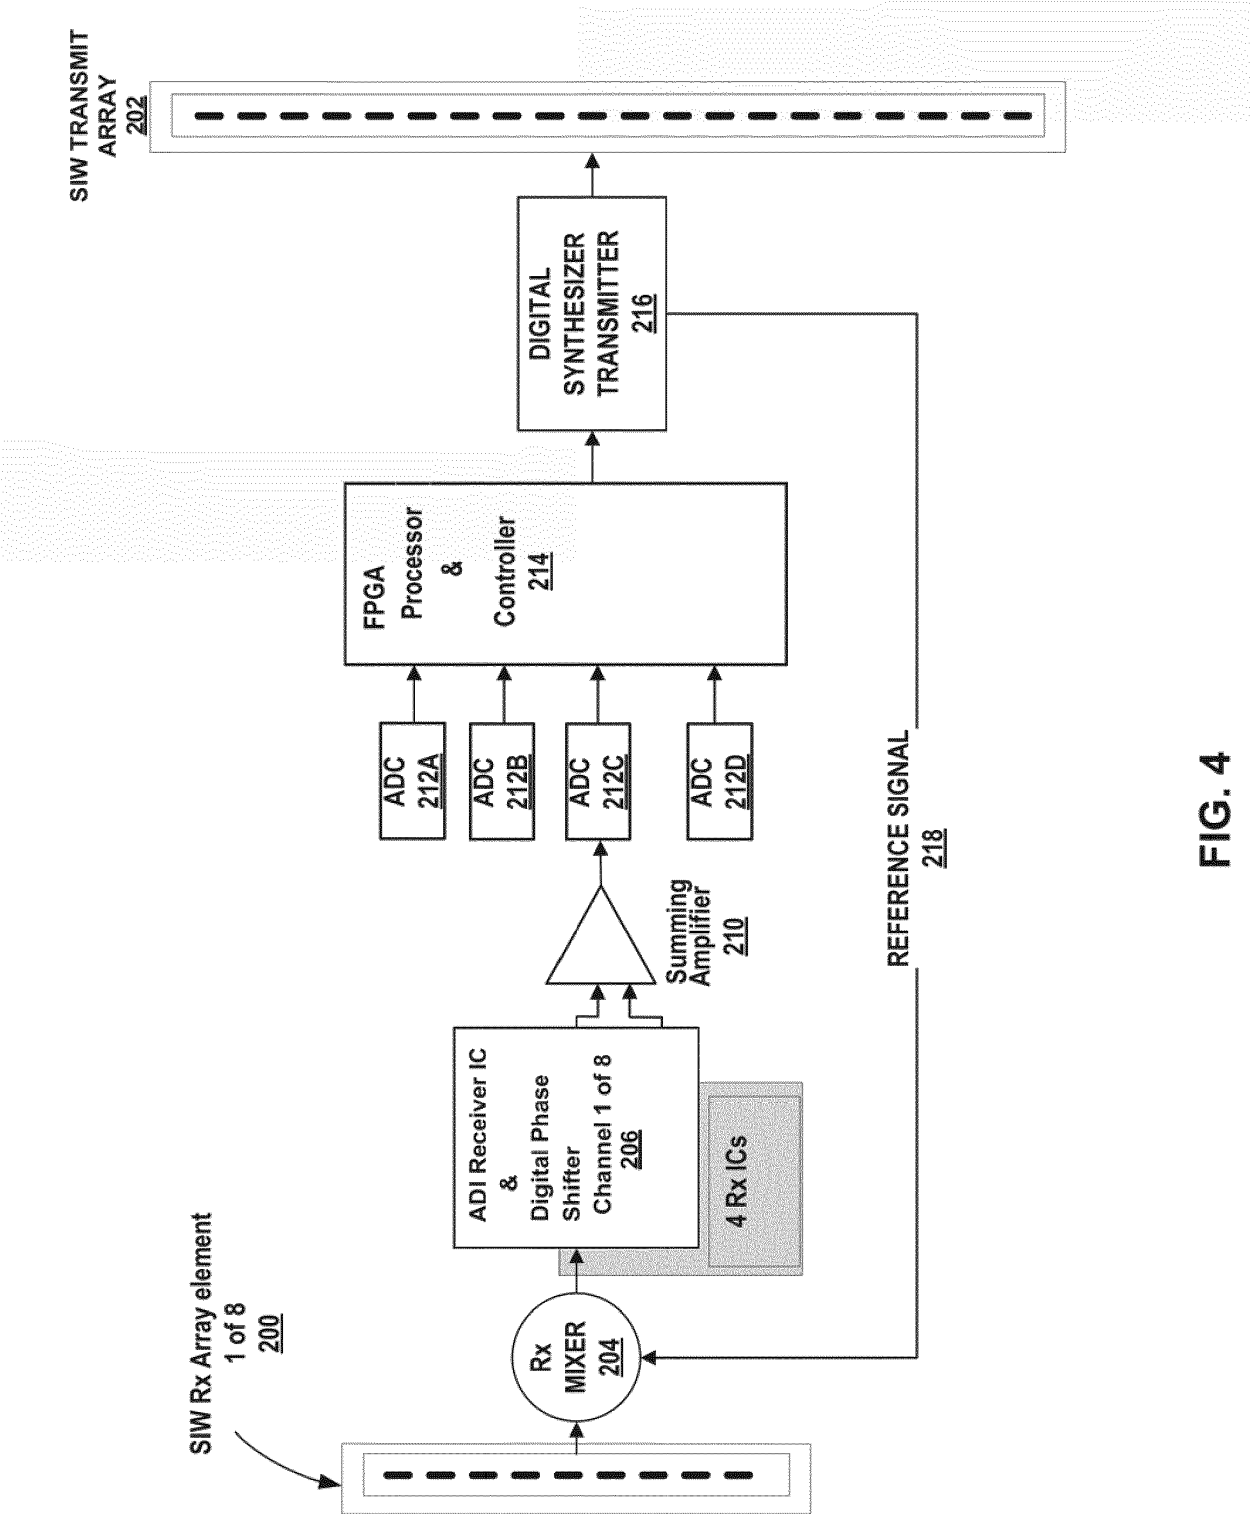 SIW Rx Array element
1 of 8
200
Rx
MIXER
204
ADI Receiver IC
&
Digital Phase
Shifter
Channel 1 of 8
206
4 Rx ICs
Summing
Amplifier
210
ADC
212A
ADC
212B
ADC
212C
ADC
212D
FPGA
Processor
&
Controller
214
DIGITAL
SYNTHESIZER
TRANSMITTER
216
SIW TRANSMIT
ARRAY
202
REFERENCE SIGNAL
218
FIG. 4